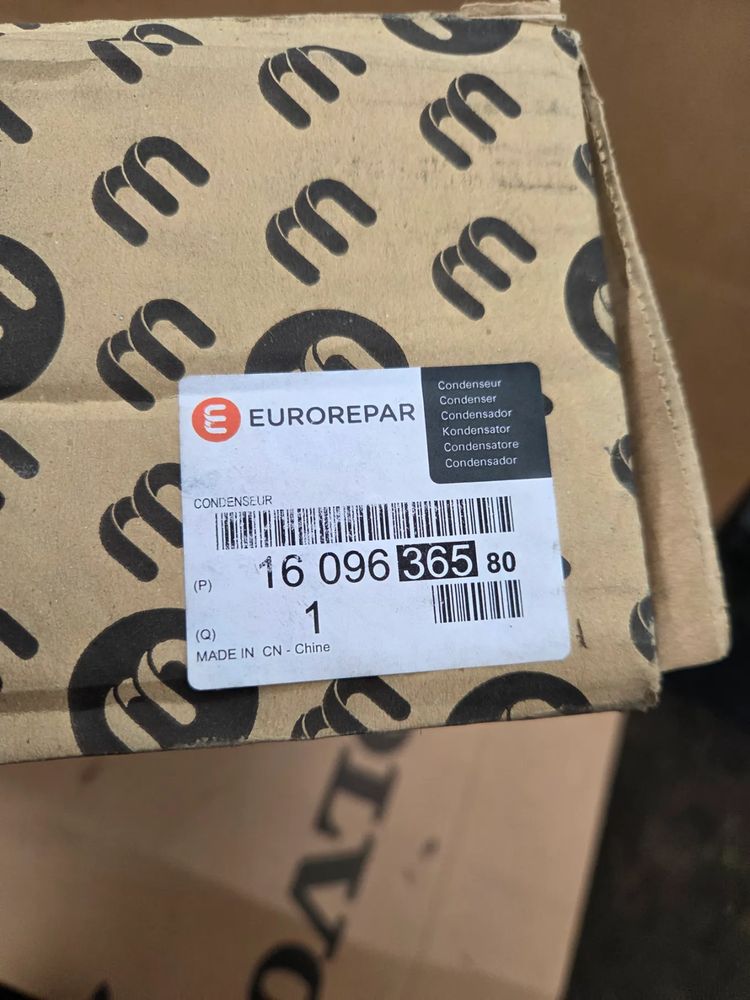 EUROREPAR
Condenseur
Condenser
Condensador
Kondensator
Condensatore
Condensador
CONDENSEUR
(P) 16 096 365 80
(Q) 1
MADE IN CN - Chine